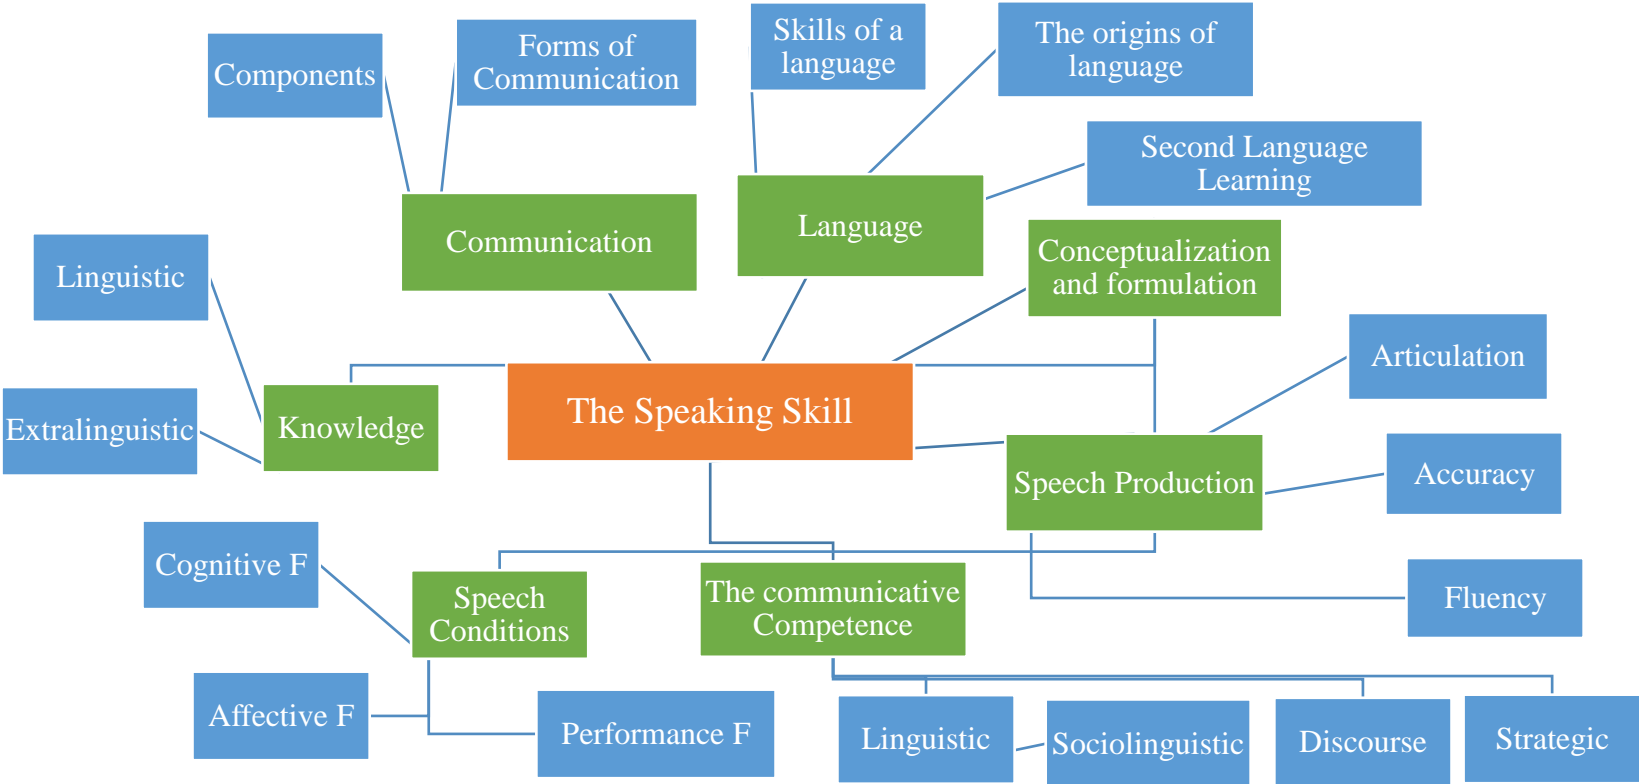 Components
Forms of
Communication
Skills of a
language
The origins of
language
Second Language
Learning
Communication
Language
Conceptualization
and formulation
Linguistic
Extralinguistic
Knowledge
The Speaking Skill
Articulation
Speech Production
Accuracy
Cognitive F
Speech
Conditions
The communicative
Competence
Fluency
Affective F
Performance F
Linguistic
Sociolinguistic
Discourse
Strategic